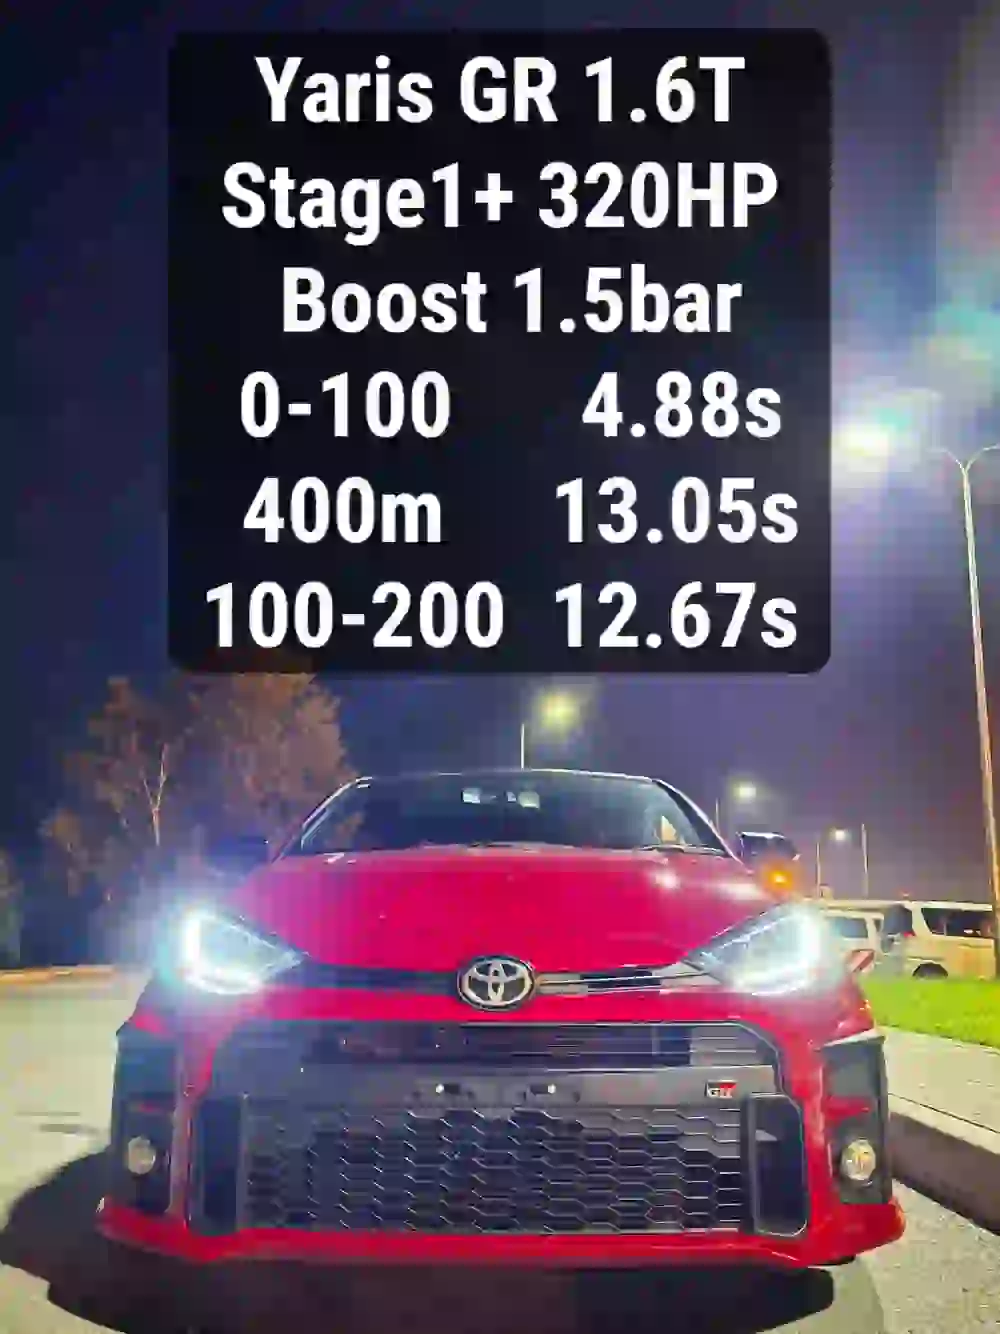 Yaris GR 1.6T
Stage1+ 320HP
Boost 1.5bar
0-100 4.88s
400m 13.05s
100-200 12.67s
GR